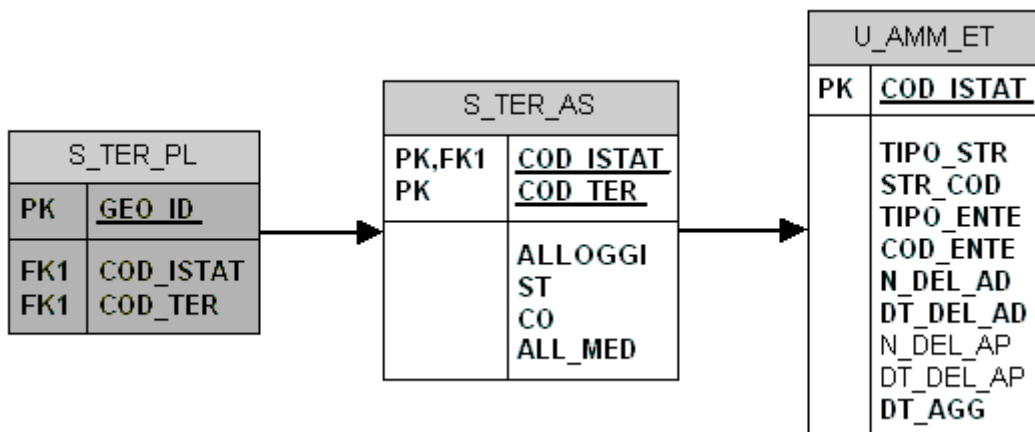 S_TER_PL
PK GEO_ID
FK1 COD_ISTAT
FK1 COD_TER
S_TER_AS
PK,FK1 COD_ISTAT
PK COD_TER
ALLOGGI
ST
CO
ALL_MED
U_AMM_ET
PK COD_ISTAT
TIPO_STR
STR_COD
TIPO_ENTE
COD_ENTE
N_DEL_AD
DT_DEL_AD
N_DEL_AP
DT_DEL_AP
DT_AGG